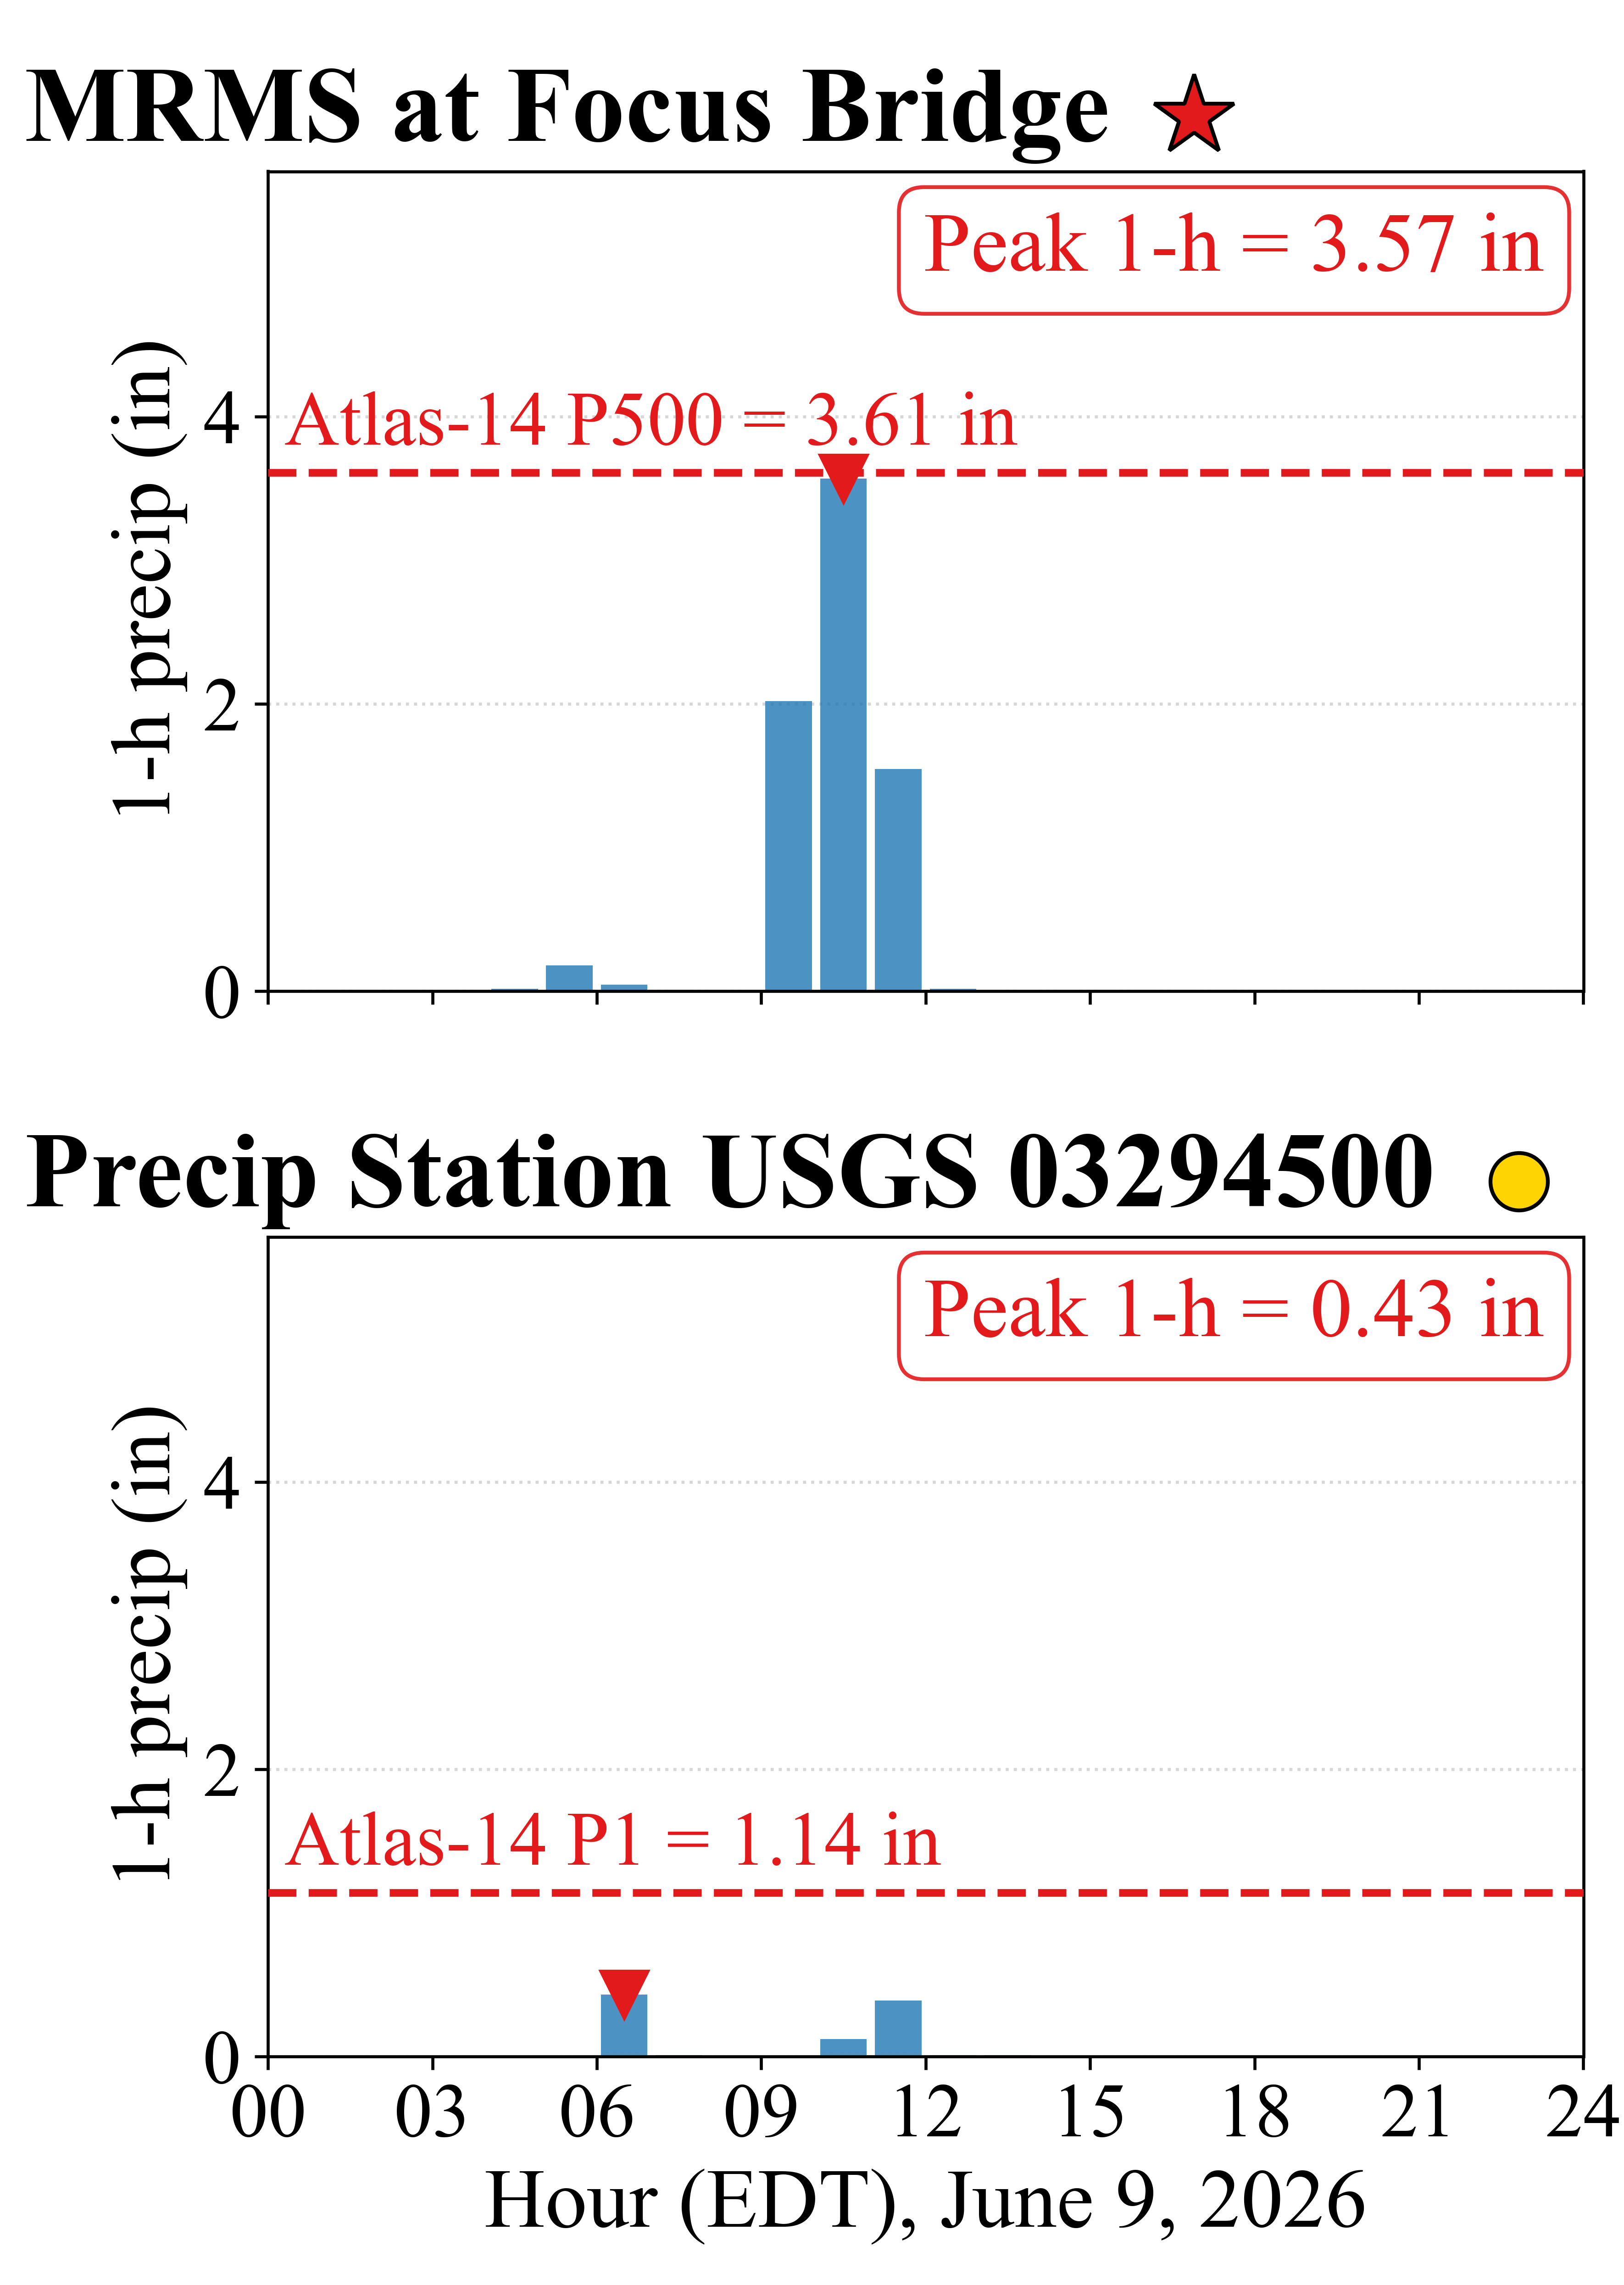 MRMS at Focus Bridge
Peak 1-h = 3.57 in
Atlas-14 P500 = 3.61 in
1-h precip (in)
4
2
0
Precip Station USGS 03294500
Peak 1-h = 0.43 in
Atlas-14 P1 = 1.14 in
1-h precip (in)
4
2
0
00 03 06 09 12 15 18 21 24
Hour (EDT), June 9, 2026